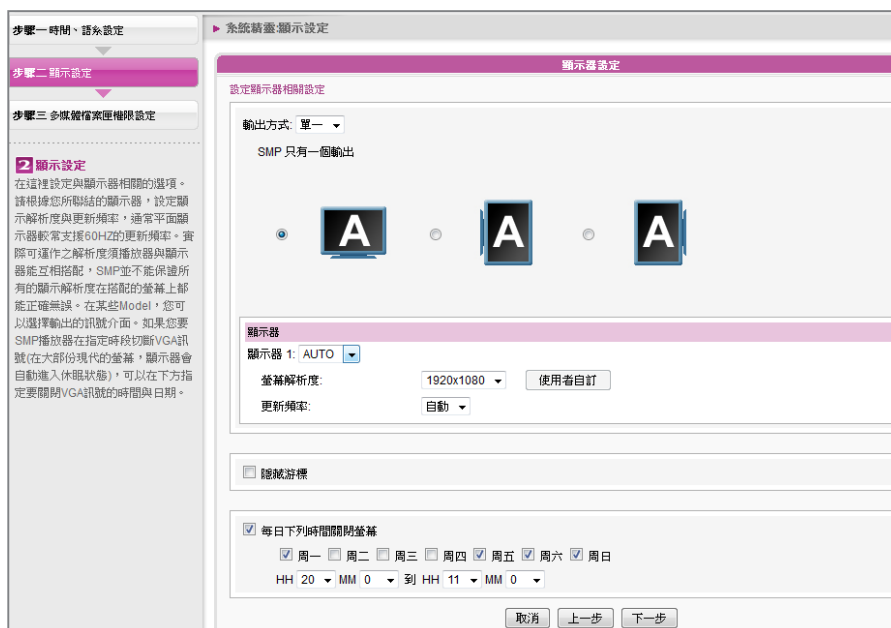 步驟一 時間、語系設定
步驟二 顯示設定
步驟三 多媒體檔案匣權限設定
2 顯示設定
在這裡設定與顯示器相關的選項。
請根據您所聯結的顯示器，設定顯
示解析度與更新頻率，通常平面顯
示器較常支援60HZ的更新頻率。實
際可運作之解析度須播放器與顯示
器能互相搭配，SMP並不能保證所
有的顯示解析度在搭配的螢幕上都
能正確無誤。在某些Model，您可
以選擇輸出的訊號介面。如果您要
SMP播放器在指定時段切斷VGA訊
號(在大部份現代的螢幕，顯示器會
自動進入休眠狀態)，可以在下方指
定要關閉VGA訊號的時間與日期。
系統精靈:顯示設定
顯示器設定
設定顯示器相關設定
輸出方式: 單一
SMP 只有一個輸出
A A A
顯示器
顯示器 1: AUTO
螢幕解析度: 1920x1080 使用者自訂
更新頻率: 自動
隱藏游標
每日下列時間關閉螢幕
周一 周二 周三 周四 周五 周六 周日
HH 20 MM 0 到 HH 11 MM 0
取消 上一步 下一步